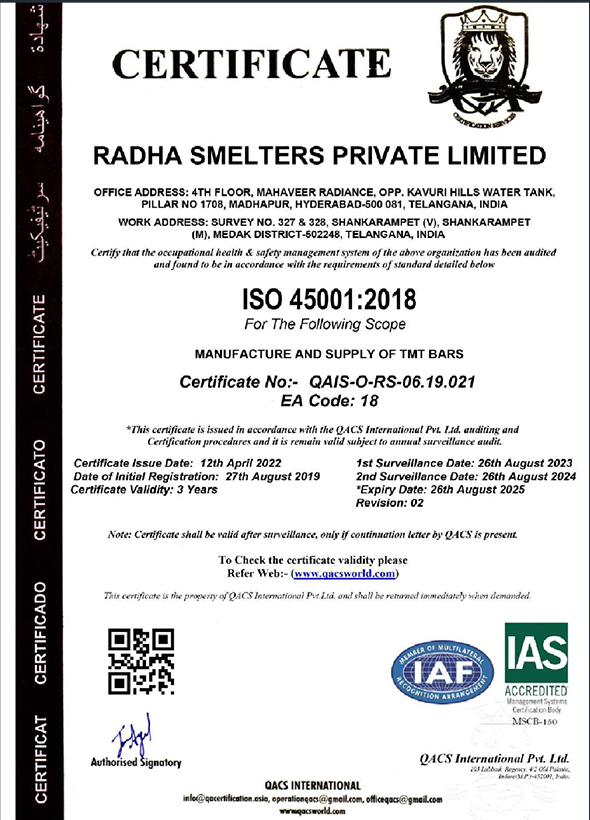 CERTIFICATE
CERTIFICATION SERVICES
RADHA SMELTERS PRIVATE LIMITED
OFFICE ADDRESS: 4TH FLOOR, MAHAVEER RADIANCE, OPP. KAVURI HILLS WATER TANK,
PILLAR NO 1708, MADHAPUR, HYDERABAD-500 081, TELANGANA, INDIA
WORK ADDRESS: SURVEY NO. 327 & 328, SHANKARAMPET (V), SHANKARAMPET
(M), MEDAK DISTRICT-502248, TELANGANA, INDIA
Certify that the occupational health & safety management system of the above organization has been audited
and found to be in accordance with the requirements of standard detailed below
ISO 45001:2018
For The Following Scope
MANUFACTURE AND SUPPLY OF TMT BARS
Certificate No:- QAIS-O-RS-06.19.021
EA Code: 18
*This certificate is issued in accordance with the QACS International Pvt. Ltd. auditing and
Certification procedures and it is remain valid subject to annual surveillance audit.
Certificate Issue Date: 12th April 2022
Date of Initial Registration: 27th August 2019
Certificate Validity: 3 Years
1st Surveillance Date: 26th August 2023
2nd Surveillance Date: 26th August 2024
*Expiry Date: 26th August 2025
Revision: 02
Note: Certificate shall be valid after surveillance, only if continuation letter by QACS is present.
To Check the certificate validity please
Refer Web:- (www.qacsworld.com)
This certificate is the property of QACS International Pvt.Ltd. and shall be returned immediately when demanded.
MEMBER OF MULTILATERAL
IAF
RECOGNITION ARRANGEMENT
IAS
ACCREDITED
Management Systems
Certification Body
MSCB-150
Authorised Signatory
QACS International Pvt. Ltd.
QACS INTERNATIONAL
info@qacertification.asia, operationqacs@gmail.com, officeqacs@gmail.com
www.qacsworld.com
شهادة
گواهینامه
سرٹیفیکیٹ
CERTIFICATE
CERTIFICATO
CERTIFICADO
CERTIFICAT